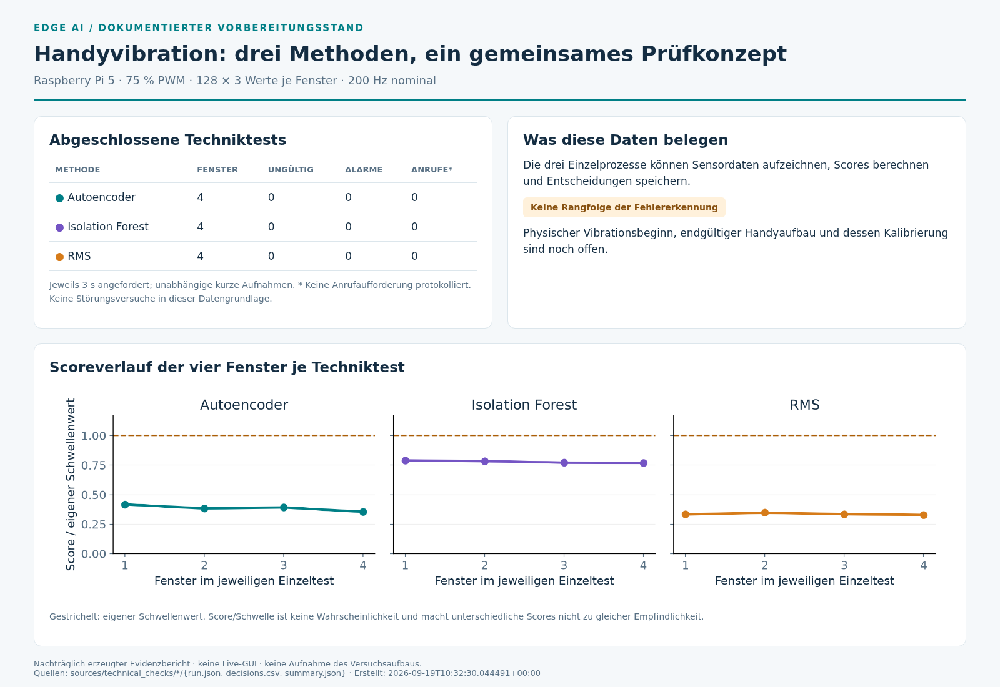 EDGE AI / DOKUMENTIERTER VORBEREITUNGSSTAND
Handyvibration: drei Methoden, ein gemeinsames Prüfkonzept
Raspberry Pi 5 · 75 % PWM · 128 × 3 Werte je Fenster · 200 Hz nominal
Abgeschlossene Techniktests
METHODE FENSTER UNGÜLTIG ALARME ANRUFE*
Autoencoder 4 0 0 0
Isolation Forest 4 0 0 0
RMS 4 0 0 0
Jeweils 3 s angefordert; unabhängige kurze Aufnahmen. * Keine Anrufaufforderung protokolliert.
Keine Störungsversuche in dieser Datengrundlage.
Was diese Daten belegen
Die drei Einzelprozesse können Sensordaten aufzeichnen, Scores berechnen
und Entscheidungen speichern.
Keine Rangfolge der Fehlererkennung
Physischer Vibrationsbeginn, endgültiger Handyaufbau und dessen Kalibrierung
sind noch offen.
Scoreverlauf der vier Fenster je Techniktest
Score / eigener Schwellenwert
Autoencoder
1.00
0.75
0.50
0.25
0.00
1 2 3 4
Fenster im jeweiligen Einzeltest
Isolation Forest
1 2 3 4
Fenster im jeweiligen Einzeltest
RMS
1 2 3 4
Fenster im jeweiligen Einzeltest
Gestrichelt: eigener Schwellenwert. Score/Schwelle ist keine Wahrscheinlichkeit und macht unterschiedliche Scores nicht zu gleicher Empfindlichkeit.
Nachträglich erzeugter Evidenzbericht · keine Live-GUI · keine Aufnahme des Versuchsaufbaus.
Quellen: sources/technical_checks/*/{run.json, decisions.csv, summary.json} · Erstellt: 2026-09-19T10:32:30.044491+00:00